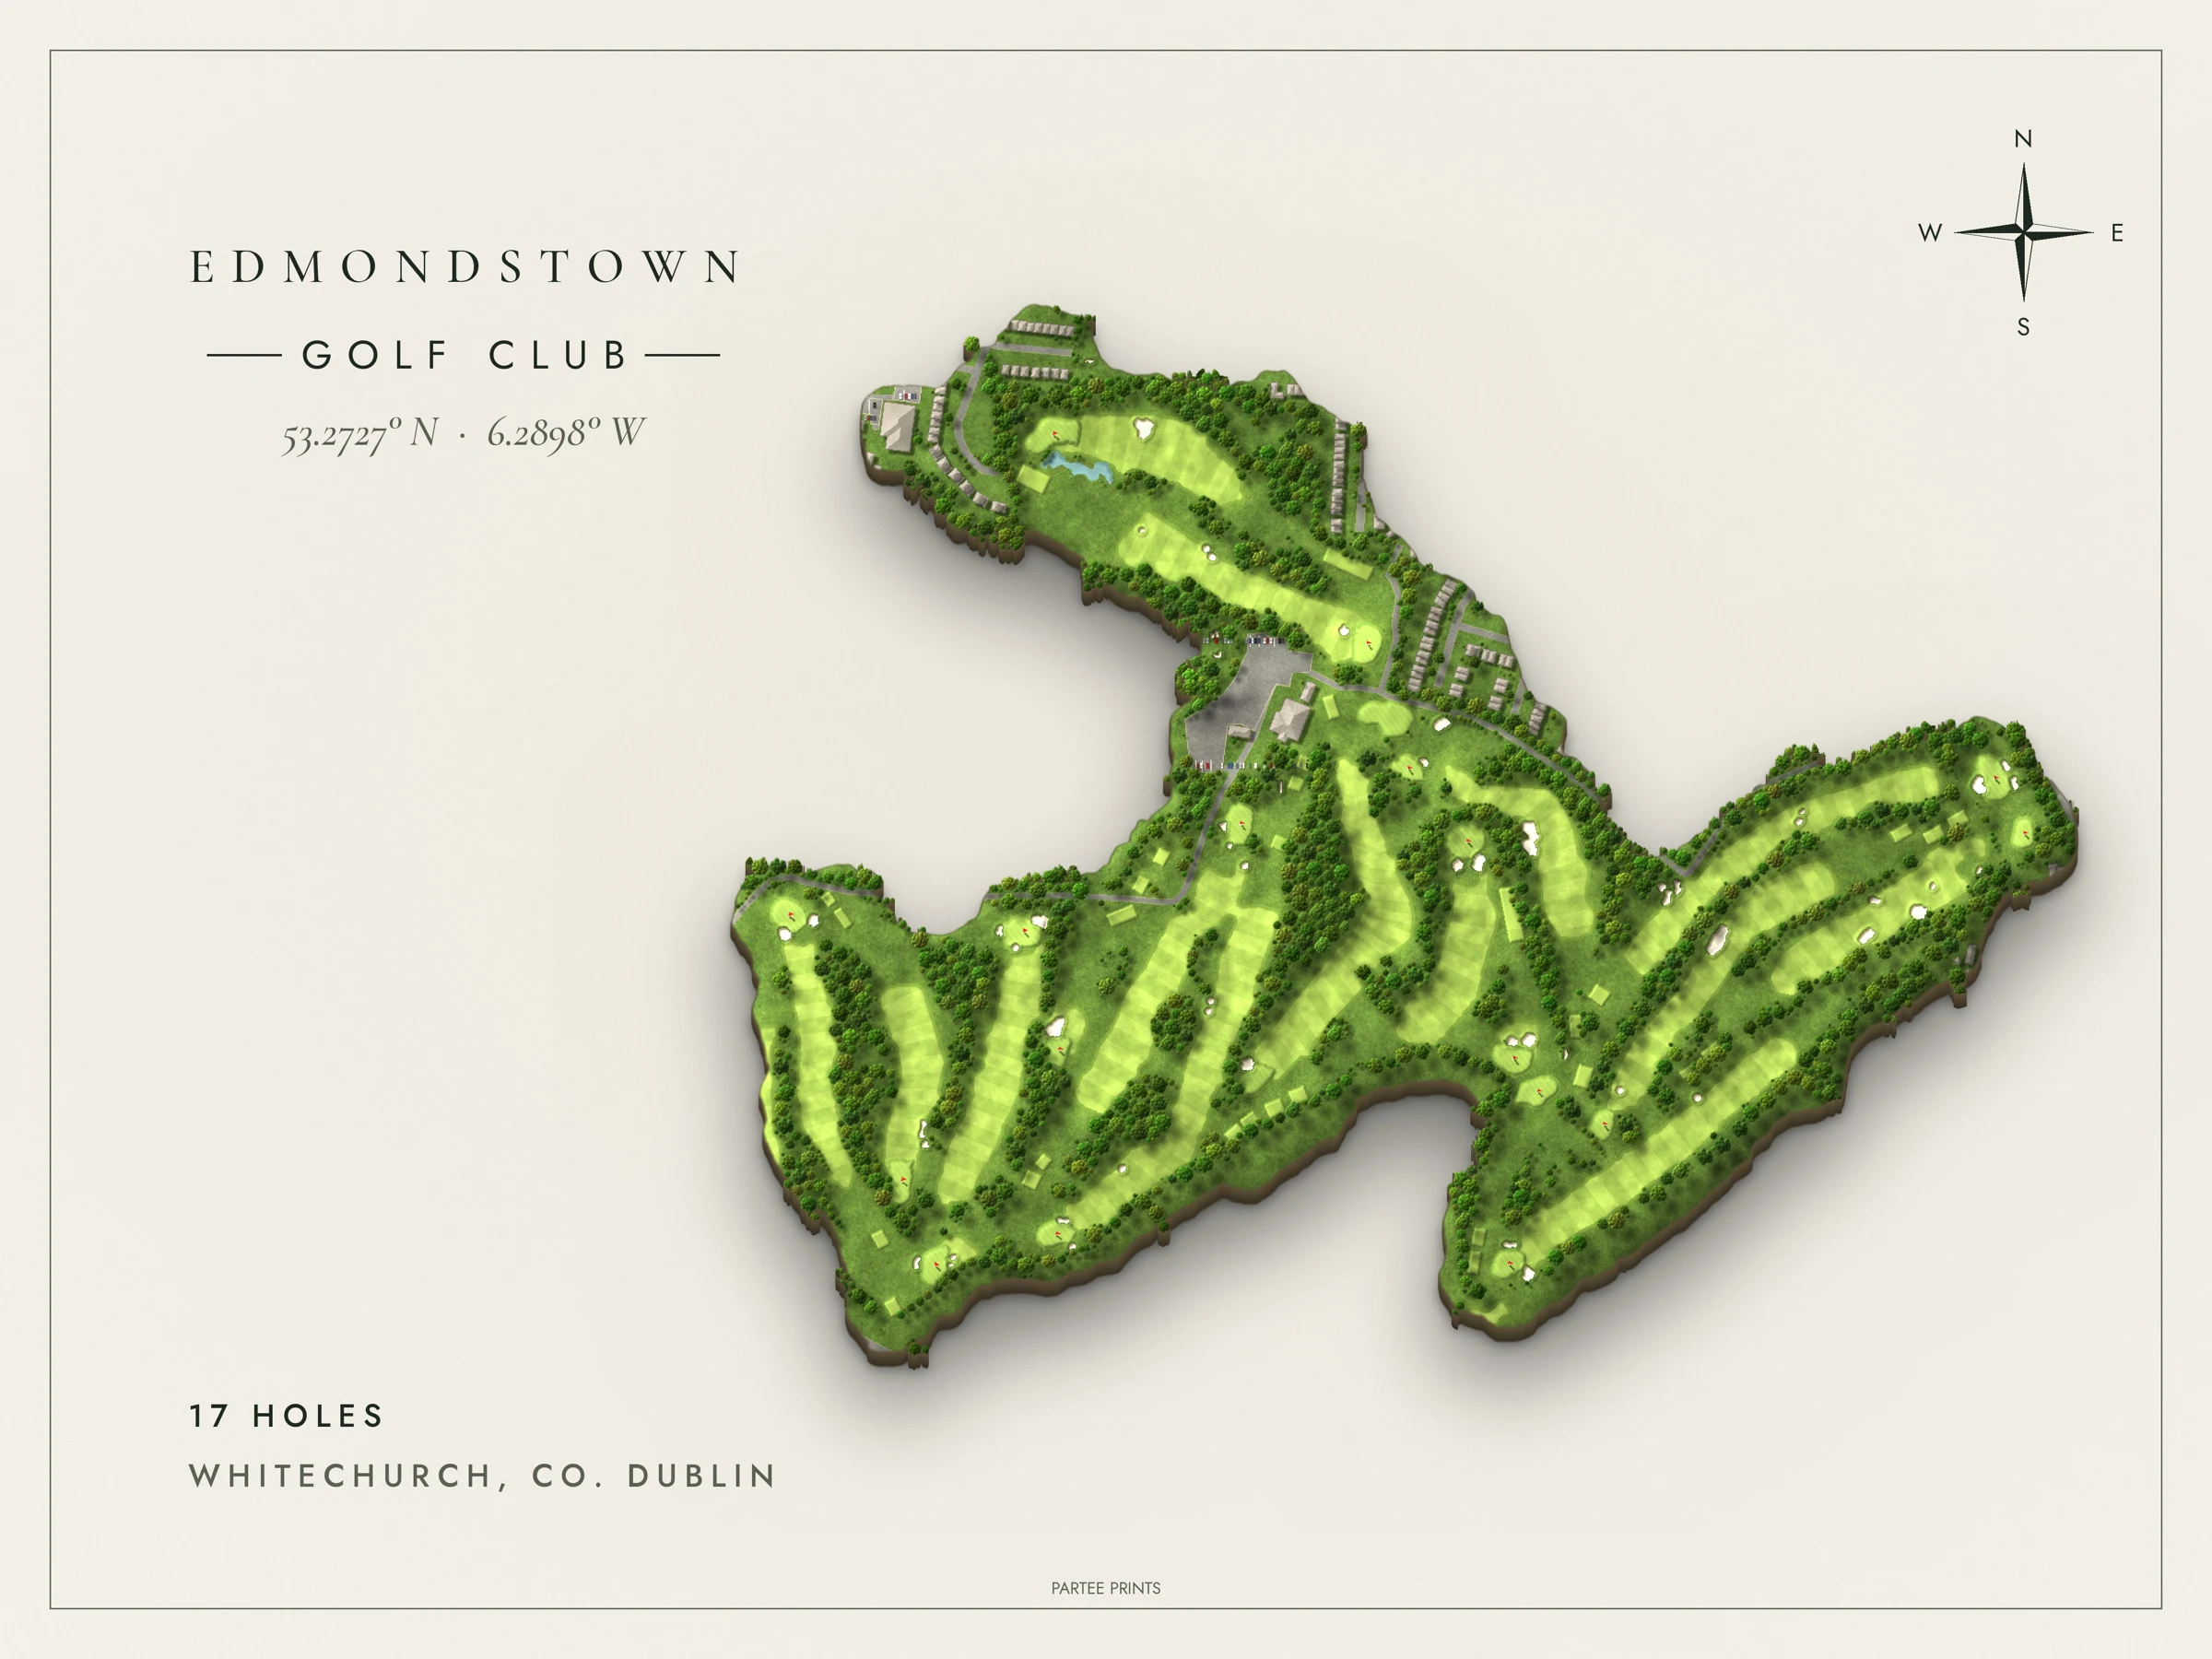 EDMONDSTOWN
GOLF CLUB
53.2727° N · 6.2898° W
N
W E
S
17 HOLES
WHITECHURCH, CO. DUBLIN
PARTEE PRINTS